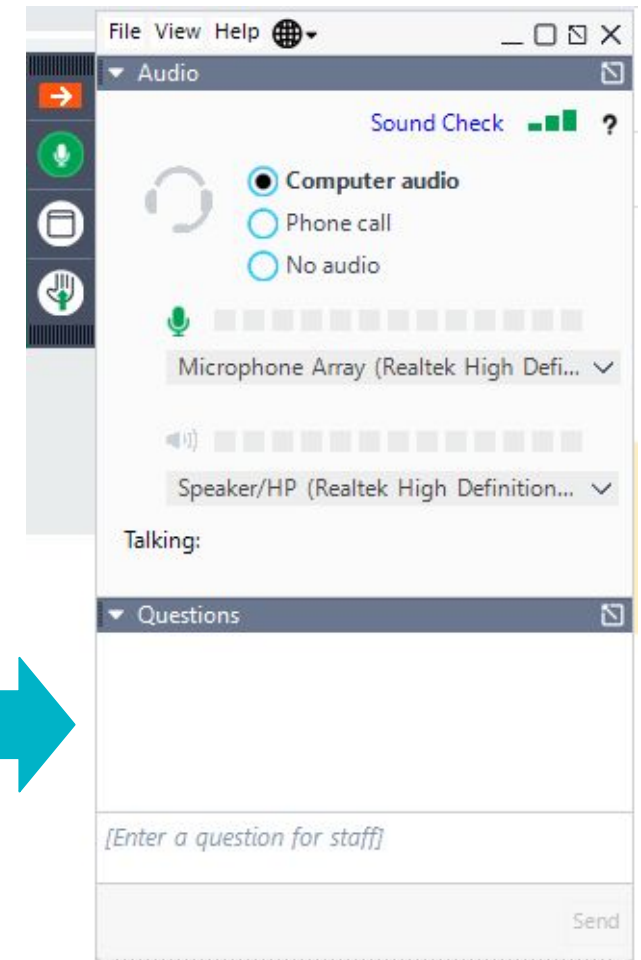 File View Help
Audio
Sound Check ?
Computer audio
Phone call
No audio
Microphone Array (Realtek High Defi...
Speaker/HP (Realtek High Definition...
Talking:
Questions
[Enter a question for staff]
Send